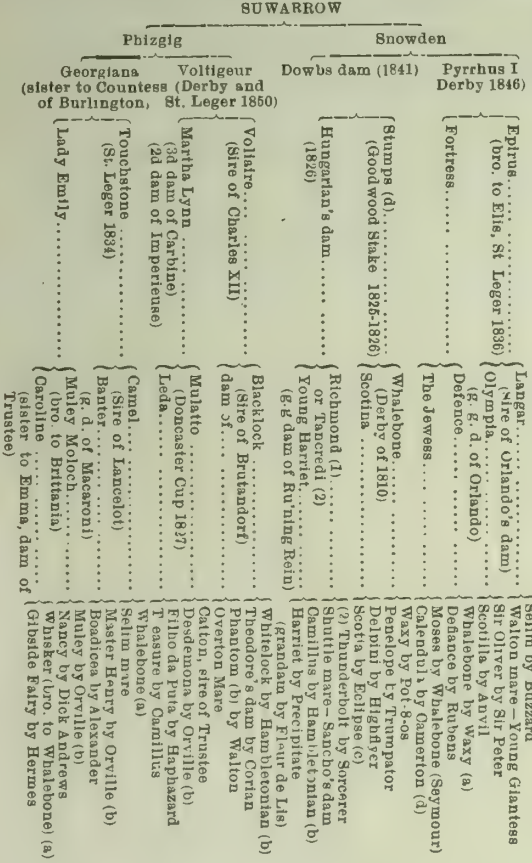 SUWARROW
Phizgig
Snowden
Georgiana
(sister to Countess
of Burlington,
Voltigeur
(Derby and
St. Leger 1850)
Dowbs dam (1841)
Pyrrhus I
Derby 1846)
Epirus
(bro. to Elis, St Leger 1836)
Fortress
Stumps (d)
(Goodwood Stake 1825-1826)
Hungarian's dam
(1826)
Voltaire
(Sire of Charles XII)
Martha Lynn
(3d dam of Carbine)
(2d dam of Imperieuse)
Touchstone
(St. Leger 1834)
Lady Emily
Langar
(Sire of Orlando's dam)
Olympia
(g. g. d. of Orlando)
Defence
The Jewess
Whalebone
(Derby of 1810)
Scotina
Richmond (1)
or Tancredi (2)
Young Harriet
(g.g dam of Ru'ning Rein)
Blacklock
(Sire of Brutandorf)
dam of
Mulatto
(Doncaster Cup 1827)
Leda
Camel
(Sire of Lancelot)
Banter
(g. d. of Macaroni)
Muley Moloch
(bro. to Brittania)
Caroline
(sister to Emma, dam of
Trustee)
Selim by Buzzard
Walton mare—Young Giantess
Sir Oliver by Sir Peter
Scotilla by Anvil
Whalebone by Waxy (a)
Defiance by Rubens
Moses by Whalebone (Seymour)
Calendula by Camerton (d)
Waxy by Pot-8-os
Penelope by Trumpator
Delpini by Highflyer
Scotia by Eclipse (c)
(2) Thunderbolt by Sorcerer
Shuttle mare—Sancho's dam
Camillus by Hambletonian (b)
Harriet by Precipitate
(grandam by Fleur de Lis)
Whitelock by Hambletonian (b)
Theodore's dam by Corian
Phantom (b) by Walton
Overton Mare
Catton, sire of Trustee
Desdemona by Orville (b)
Filho da Puta by Haphazard
T easure by Camillus
Whalebone (a)
Selim mare
Master Henry by Orville (b)
Boadicea by Alexander
Muley by Orville (b)
Nancy by Dick Andrews
Whisker (bro. to Whalebone) (a)
Gibside Fairy by Hermes